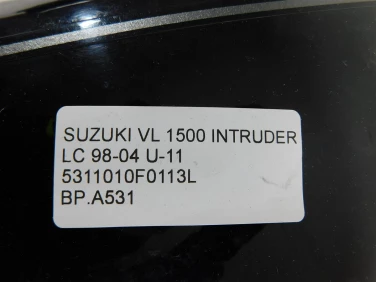 SUZUKI VL 1500 INTRUDER
LC 98-04 U-11
5311010F0113L
BP.A531